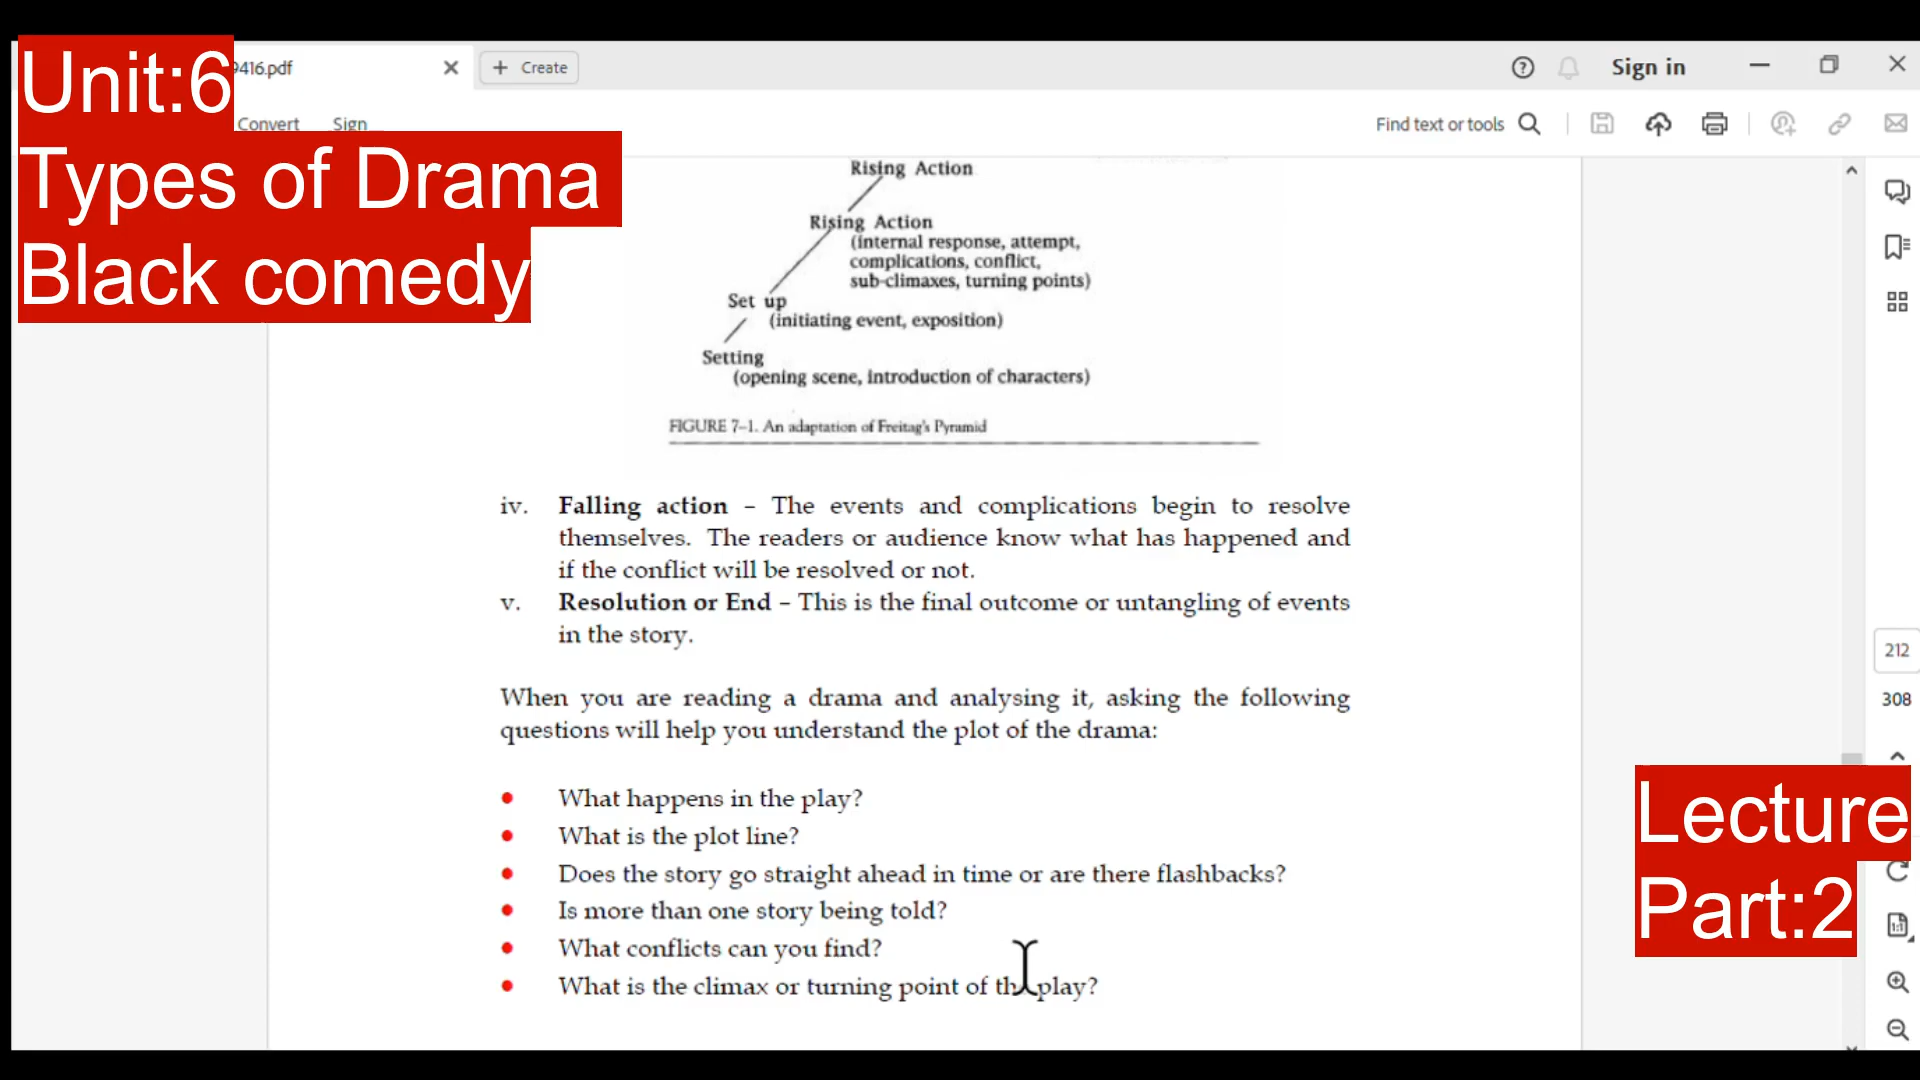 Unit:6
Types of Drama
Black comedy
9416.pdf
Create
Sign in
Convert
Sign
Find text or tools
Rising Action
Rising Action
(internal response, attempt,
complications, conflict,
sub-climaxes, turning points)
Set up
(initiating event, exposition)
Setting
(opening scene, introduction of characters)
FIGURE 7–1. An adaptation of Freitag's Pyramid
iv. Falling action – The events and complications begin to resolve
themselves. The readers or audience know what has happened and
if the conflict will be resolved or not.
v. Resolution or End – This is the final outcome or untangling of events
in the story.
When you are reading a drama and analysing it, asking the following
questions will help you understand the plot of the drama:
• What happens in the play?
• What is the plot line?
• Does the story go straight ahead in time or are there flashbacks?
• Is more than one story being told?
• What conflicts can you find?
• What is the climax or turning point of the play?
212
308
Lecture
Part:2
1:1